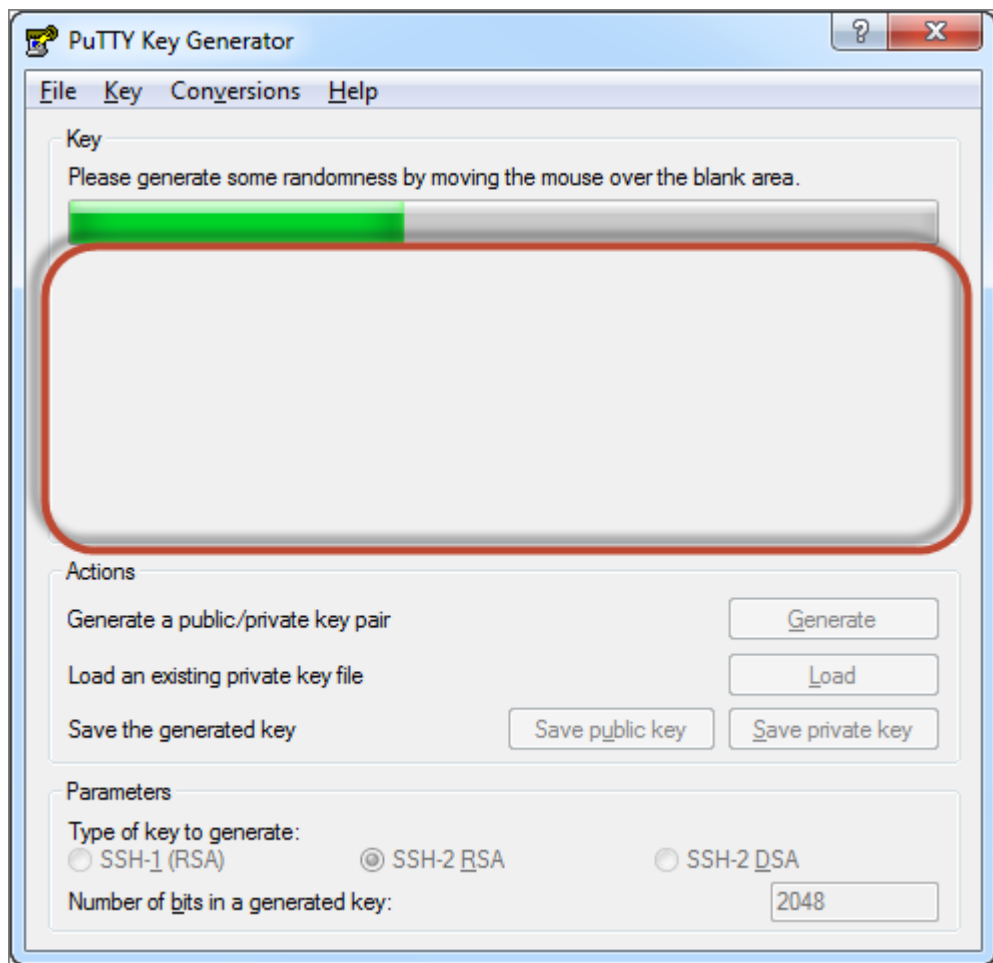 PuTTY Key Generator
File Key Conversions Help
Key
Please generate some randomness by moving the mouse over the blank area.
Actions
Generate a public/private key pair Generate
Load an existing private key file Load
Save the generated key Save public key Save private key
Parameters
Type of key to generate:
SSH-1 (RSA) SSH-2 RSA SSH-2 DSA
Number of bits in a generated key: 2048